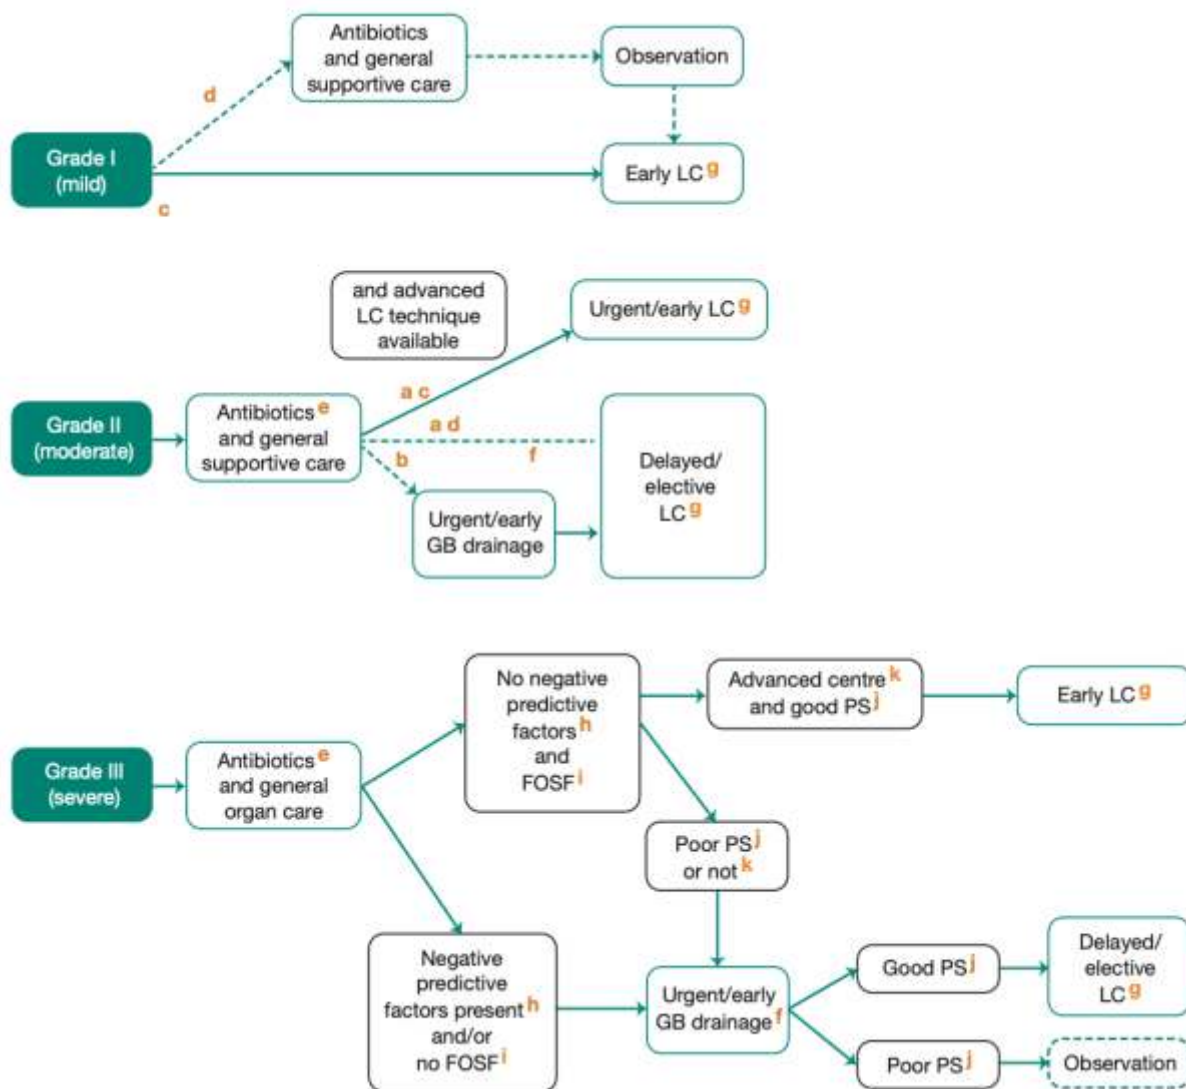 Antibiotics
and general
supportive care
Observation
d
Grade I
(mild)
Early LC g
c
and advanced
LC technique
available
Urgent/early LC g
a c
Grade II
(moderate)
Antibiotics e
and general
supportive care
a d
b
f
Delayed/
elective
LC g
Urgent/early
GB drainage
No negative
predictive
factors h
and
FOSF i
Advanced centre k
and good PS j
Early LC g
Grade III
(severe)
Antibiotics e
and general
organ care
Poor PS j
or not k
Negative
predictive
factors present h
and/or
no FOSF i
Urgent/early
GB drainage f
Good PS j
Delayed/
elective
LC g
Poor PS j
Observation